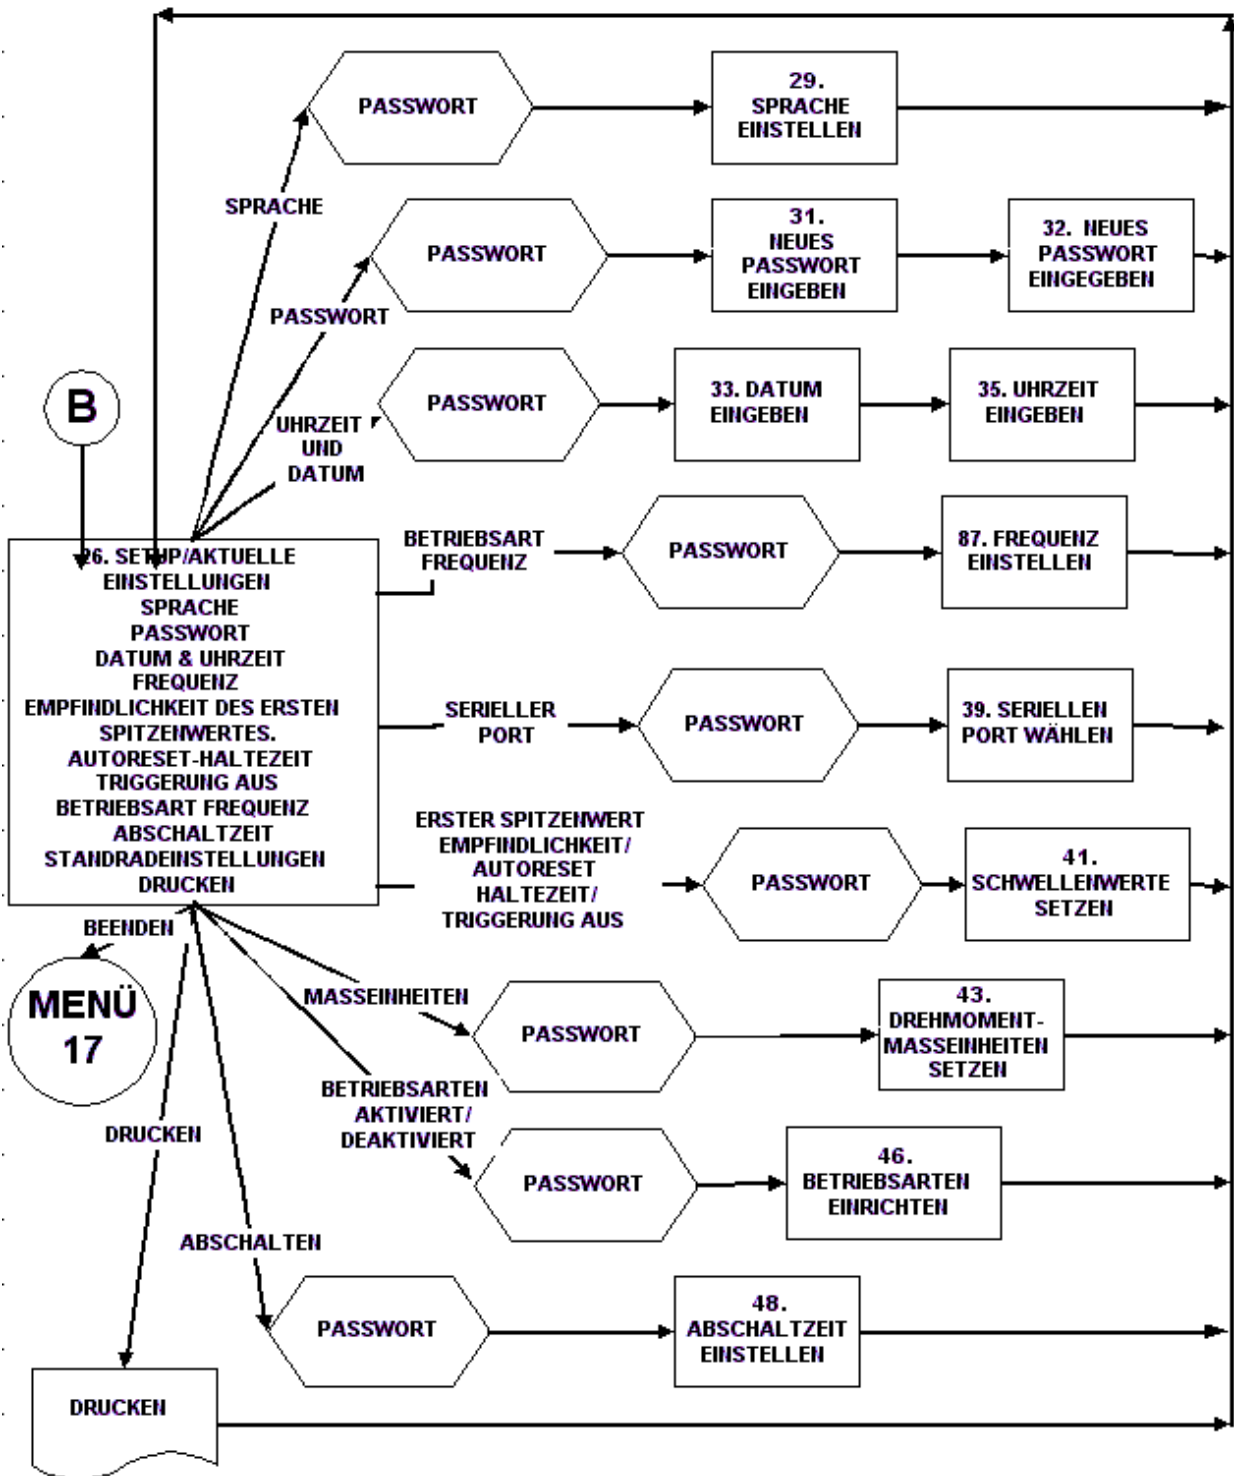 PASSWORT
29.
SPRACHE
EINSTELLEN
SPRACHE
PASSWORT
31.
NEUES
PASSWORT
EINGEBEN
32. NEUES
PASSWORT
EINGEGEBEN
PASSWORT
B
UHRZEIT
UND
DATUM
PASSWORT
33. DATUM
EINGEBEN
35. UHRZEIT
EINGEBEN
26. SETUP/AKTUELLE
EINSTELLUNGEN
SPRACHE
PASSWORT
DATUM & UHRZEIT
FREQUENZ
EMPFINDLICHKEIT DES ERSTEN
SPITZENWERTES.
AUTORESET-HALTEZEIT
TRIGGERUNG AUS
BETRIEBSART FREQUENZ
ABSCHALTZEIT
STANDRADEINSTELLUNGEN
DRUCKEN
BETRIEBSART
FREQUENZ
PASSWORT
87. FREQUENZ
EINSTELLEN
SERIELLER
PORT
PASSWORT
39. SERIELLEN
PORT WÄHLEN
ERSTER SPITZENWERT
EMPFINDLICHKEIT/
AUTORESET
HALTEZEIT/
TRIGGERUNG AUS
PASSWORT
41.
SCHWELLENWERTE
SETZEN
BEENDEN
MENÜ
17
MASSEINHEITEN
PASSWORT
43.
DREHMOMENT-
MASSEINHEITEN
SETZEN
BETRIEBSARTEN
AKTIVIERT/
DEAKTIVIERT
PASSWORT
46.
BETRIEBSARTEN
EINRICHTEN
DRUCKEN
ABSCHALTEN
PASSWORT
48.
ABSCHALTZEIT
EINSTELLEN
DRUCKEN